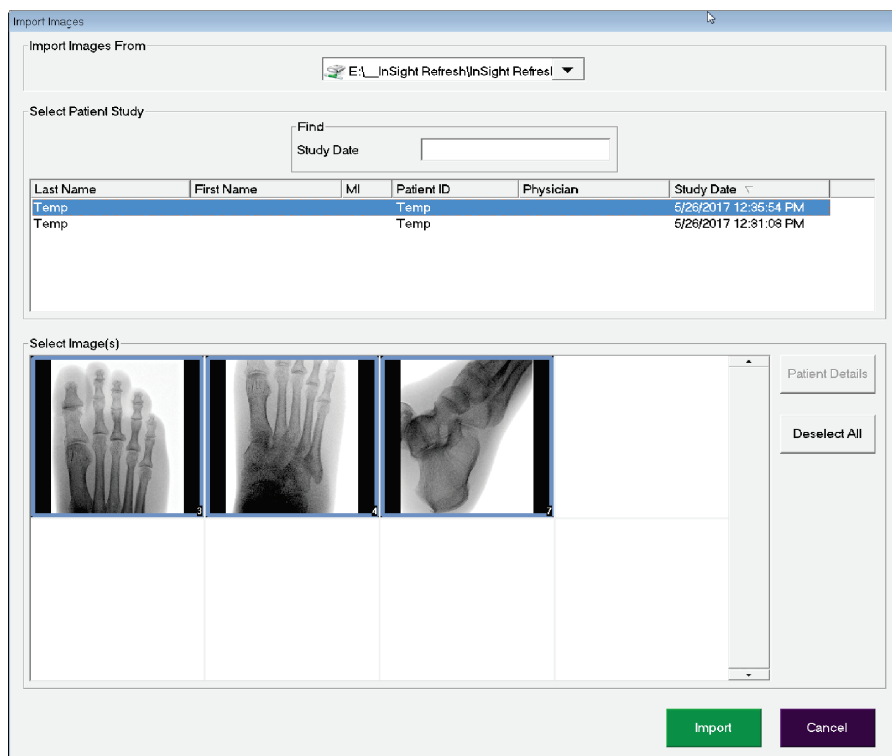 Import Images
Import Images From
E:\__InSight Refresh\InSight Refresl
Select Patient Study
Find
Study Date
Last Name First Name MI Patient ID Physician Study Date
Temp Temp 5/26/2017 12:35:54 PM
Temp Temp 5/26/2017 12:31:08 PM
Select Image(s)
3 4 7
Patient Details
Deselect All
Import Cancel